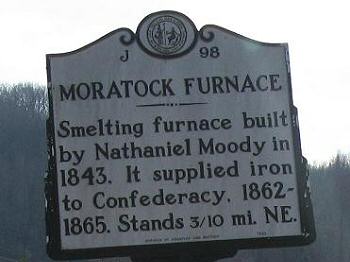 J 98
MORATOCK FURNACE
Smelting furnace built
by Nathaniel Moody in
1843. It supplied iron
to Confederacy, 1862-
1865. Stands 3/10 mi. NE.